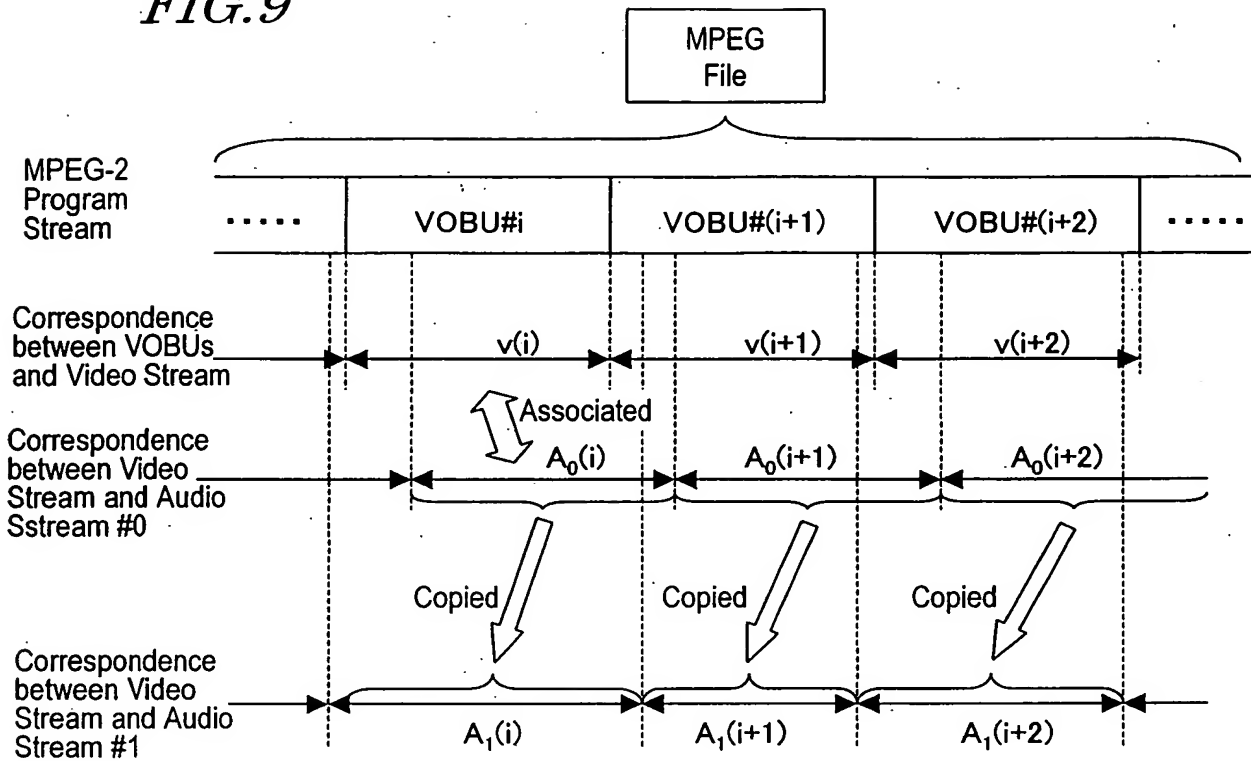 FIG.9
MPEG
File
MPEG-2
Program
Stream
.....
VOBU#i
VOBU#(i+1)
VOBU#(i+2)
.....
Correspondence
between VOBUs
and Video Stream
v(i)
v(i+1)
v(i+2)
Associated
Correspondence
between Video
Stream and Audio
Sstream #0
A₀(i)
A₀(i+1)
A₀(i+2)
Copied
Copied
Copied
Correspondence
between Video
Stream and Audio
Stream #1
A₁(i)
A₁(i+1)
A₁(i+2)